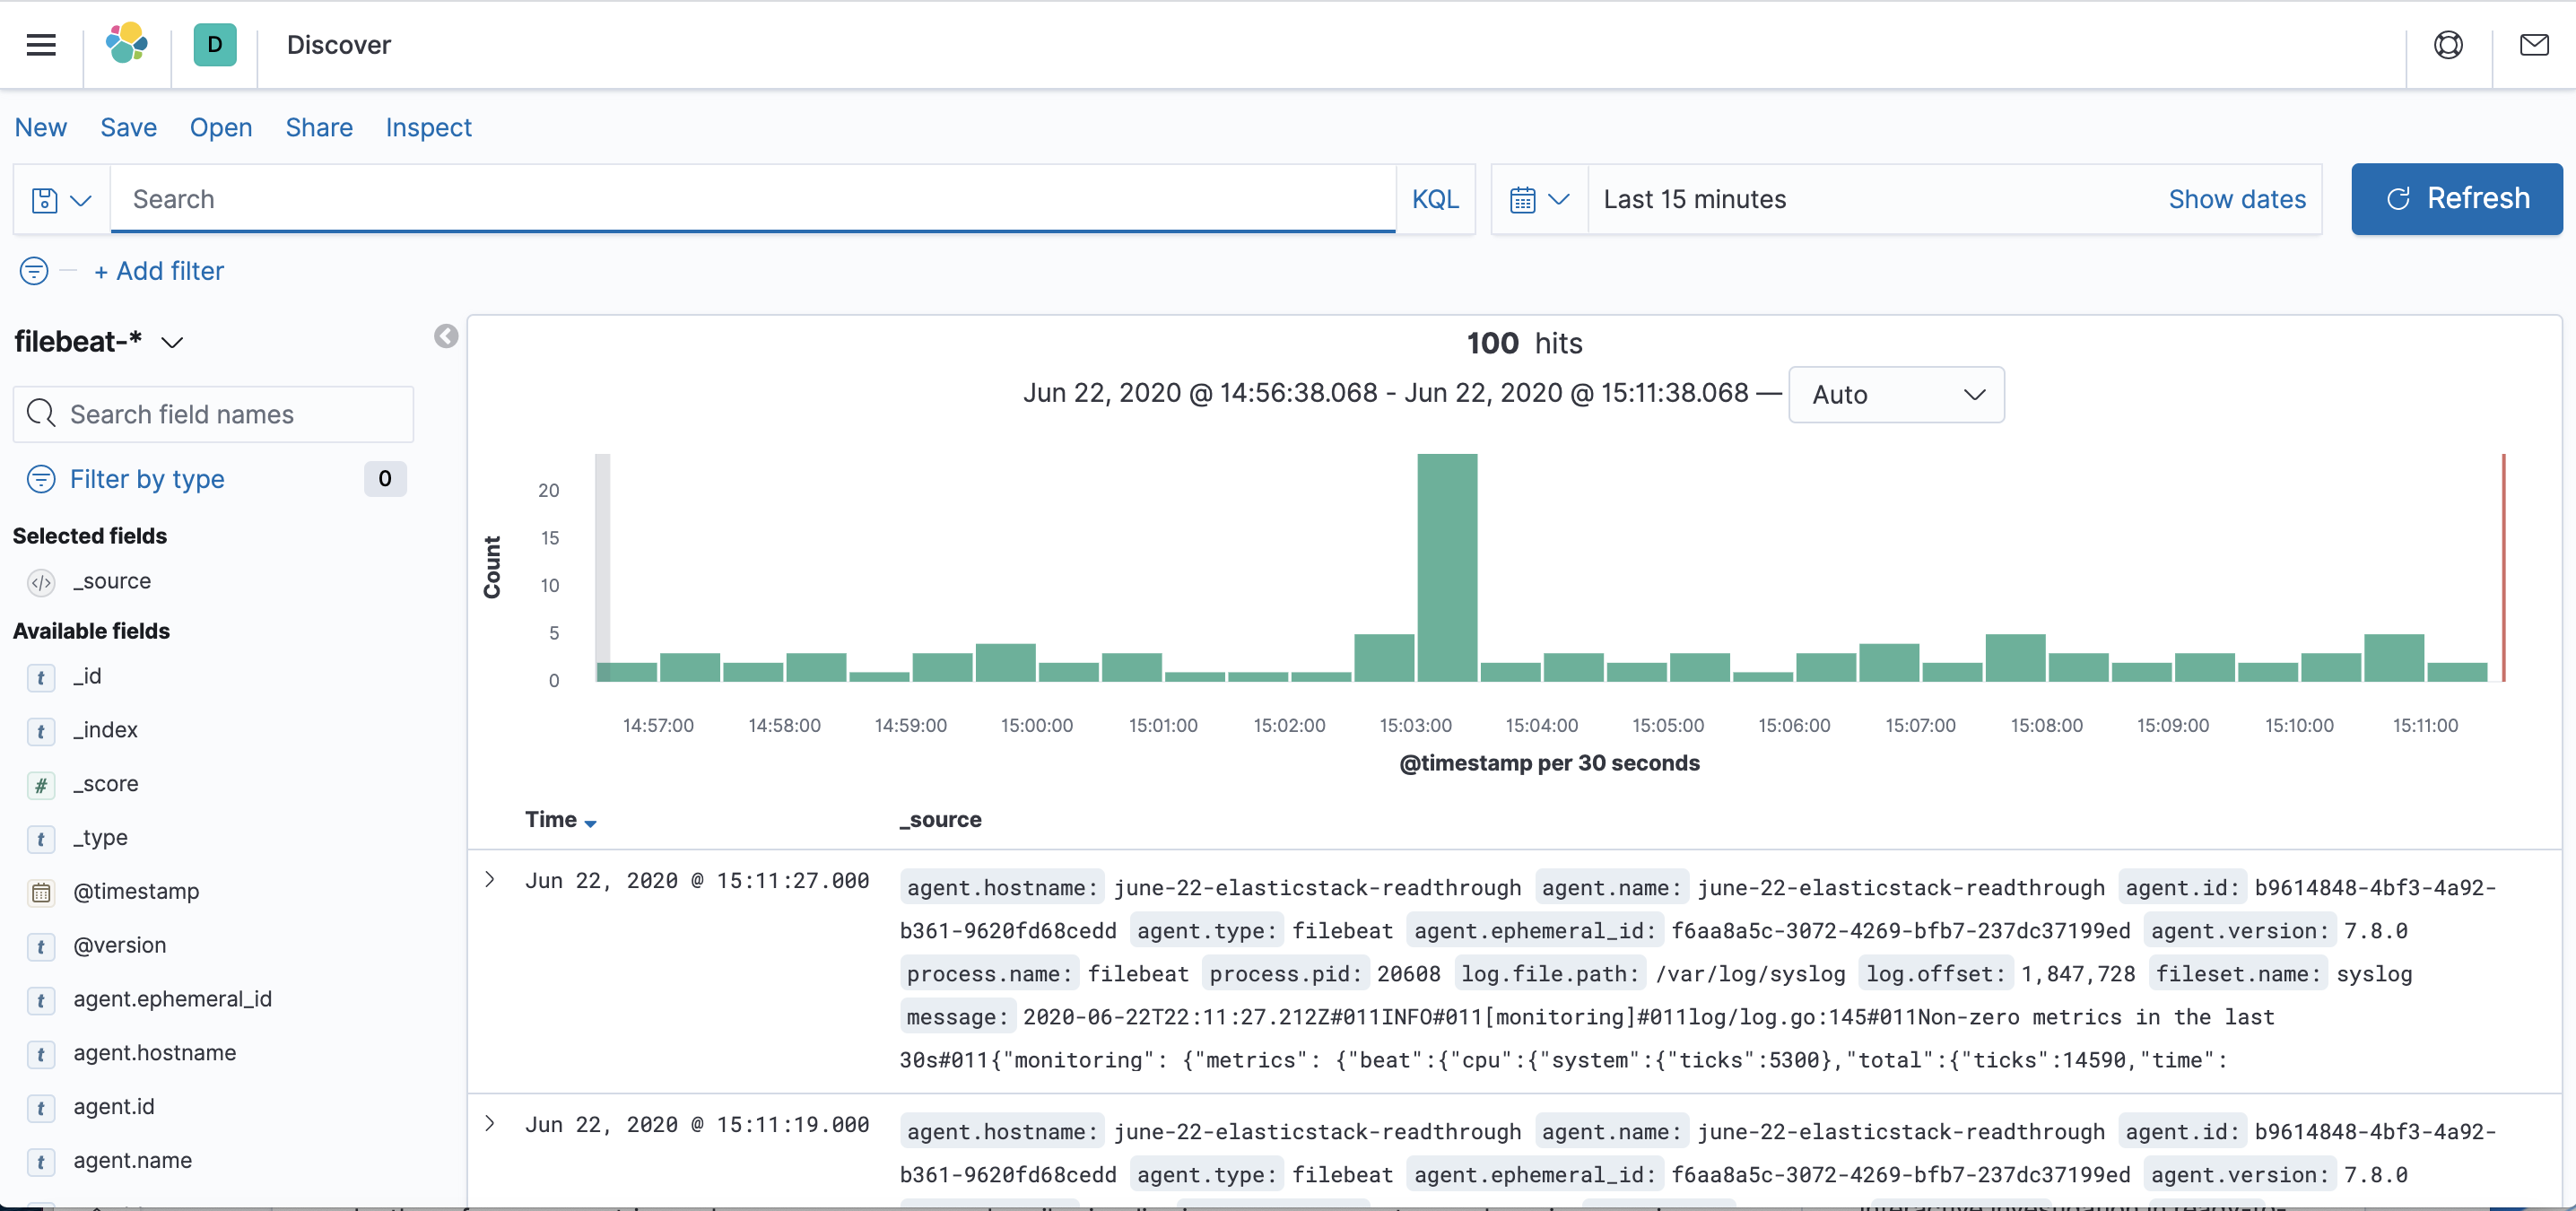 D Discover
New Save Open Share Inspect
Search KQL Last 15 minutes Show dates Refresh
+ Add filter
filebeat-*
Search field names
Filter by type 0
Selected fields
</> _source
Available fields
t _id
t _index
# _score
t _type
@timestamp
t @version
t agent.ephemeral_id
t agent.hostname
t agent.id
t agent.name
100 hits
Jun 22, 2020 @ 14:56:38.068 - Jun 22, 2020 @ 15:11:38.068 — Auto
Count
20
15
10
5
0
14:57:00 14:58:00 14:59:00 15:00:00 15:01:00 15:02:00 15:03:00 15:04:00 15:05:00 15:06:00 15:07:00 15:08:00 15:09:00 15:10:00 15:11:00
@timestamp per 30 seconds
Time _source
Jun 22, 2020 @ 15:11:27.000 agent.hostname: june-22-elasticstack-readthrough agent.name: june-22-elasticstack-readthrough agent.id: b9614848-4bf3-4a92-
b361-9620fd68cedd agent.type: filebeat agent.ephemeral_id: f6aa8a5c-3072-4269-bfb7-237dc37199ed agent.version: 7.8.0
process.name: filebeat process.pid: 20608 log.file.path: /var/log/syslog log.offset: 1,847,728 fileset.name: syslog
message: 2020-06-22T22:11:27.212Z#011INFO#011[monitoring]#011log/log.go:145#011Non-zero metrics in the last
30s#011{"monitoring": {"metrics": {"beat":{"cpu":{"system":{"ticks":5300},"total":{"ticks":14590,"time":
Jun 22, 2020 @ 15:11:19.000 agent.hostname: june-22-elasticstack-readthrough agent.name: june-22-elasticstack-readthrough agent.id: b9614848-4bf3-4a92-
b361-9620fd68cedd agent.type: filebeat agent.ephemeral_id: f6aa8a5c-3072-4269-bfb7-237dc37199ed agent.version: 7.8.0